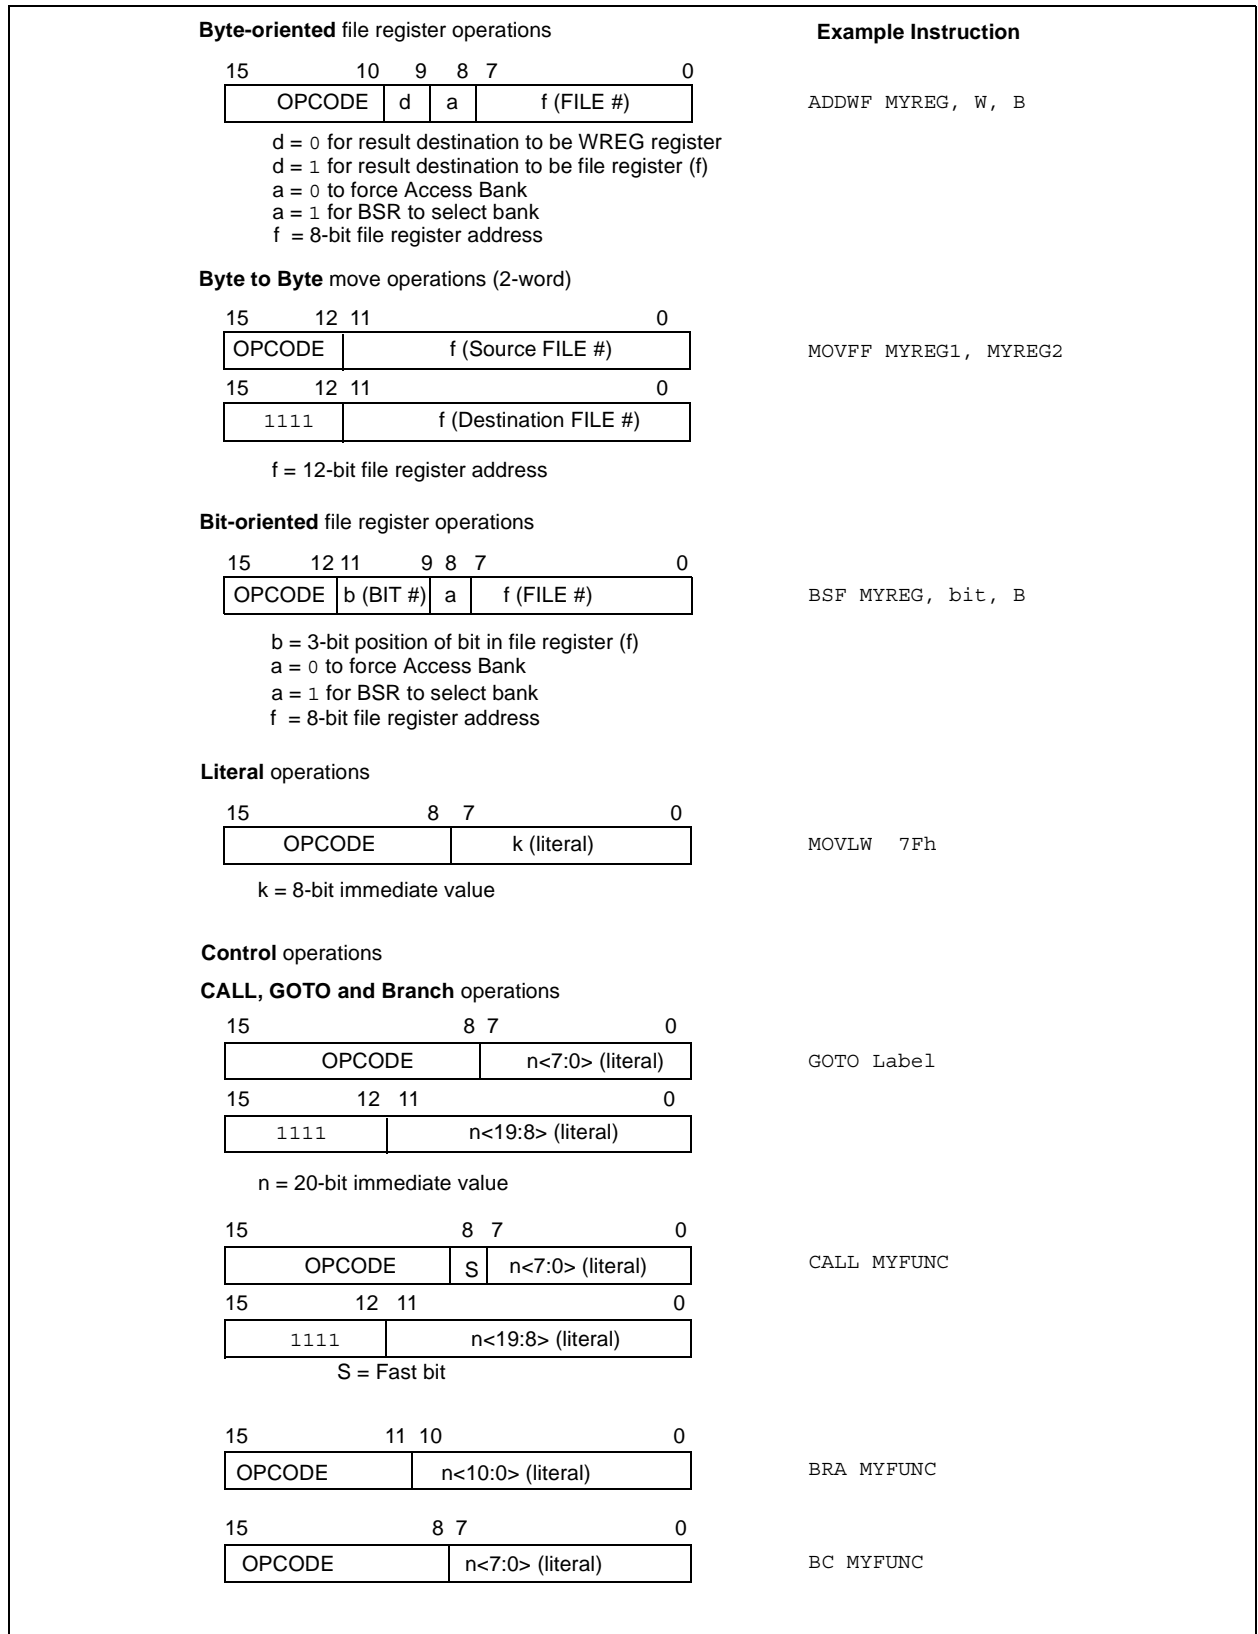 Byte-oriented file register operations Example Instruction
15 10 9 8 7 0
OPCODE d a f (FILE #) ADDWF MYREG, W, B
d = 0 for result destination to be WREG register
d = 1 for result destination to be file register (f)
a = 0 to force Access Bank
a = 1 for BSR to select bank
f = 8-bit file register address
Byte to Byte move operations (2-word)
15 12 11 0
OPCODE f (Source FILE #) MOVFF MYREG1, MYREG2
15 12 11 0
1111 f (Destination FILE #)
f = 12-bit file register address
Bit-oriented file register operations
15 12 11 9 8 7 0
OPCODE b (BIT #) a f (FILE #) BSF MYREG, bit, B
b = 3-bit position of bit in file register (f)
a = 0 to force Access Bank
a = 1 for BSR to select bank
f = 8-bit file register address
Literal operations
15 8 7 0
OPCODE k (literal) MOVLW 7Fh
k = 8-bit immediate value
Control operations
CALL, GOTO and Branch operations
15 8 7 0
OPCODE n<7:0> (literal) GOTO Label
15 12 11 0
1111 n<19:8> (literal)
n = 20-bit immediate value
15 8 7 0
OPCODE S n<7:0> (literal) CALL MYFUNC
15 12 11 0
1111 n<19:8> (literal)
S = Fast bit
15 11 10 0
OPCODE n<10:0> (literal) BRA MYFUNC
15 8 7 0
OPCODE n<7:0> (literal) BC MYFUNC